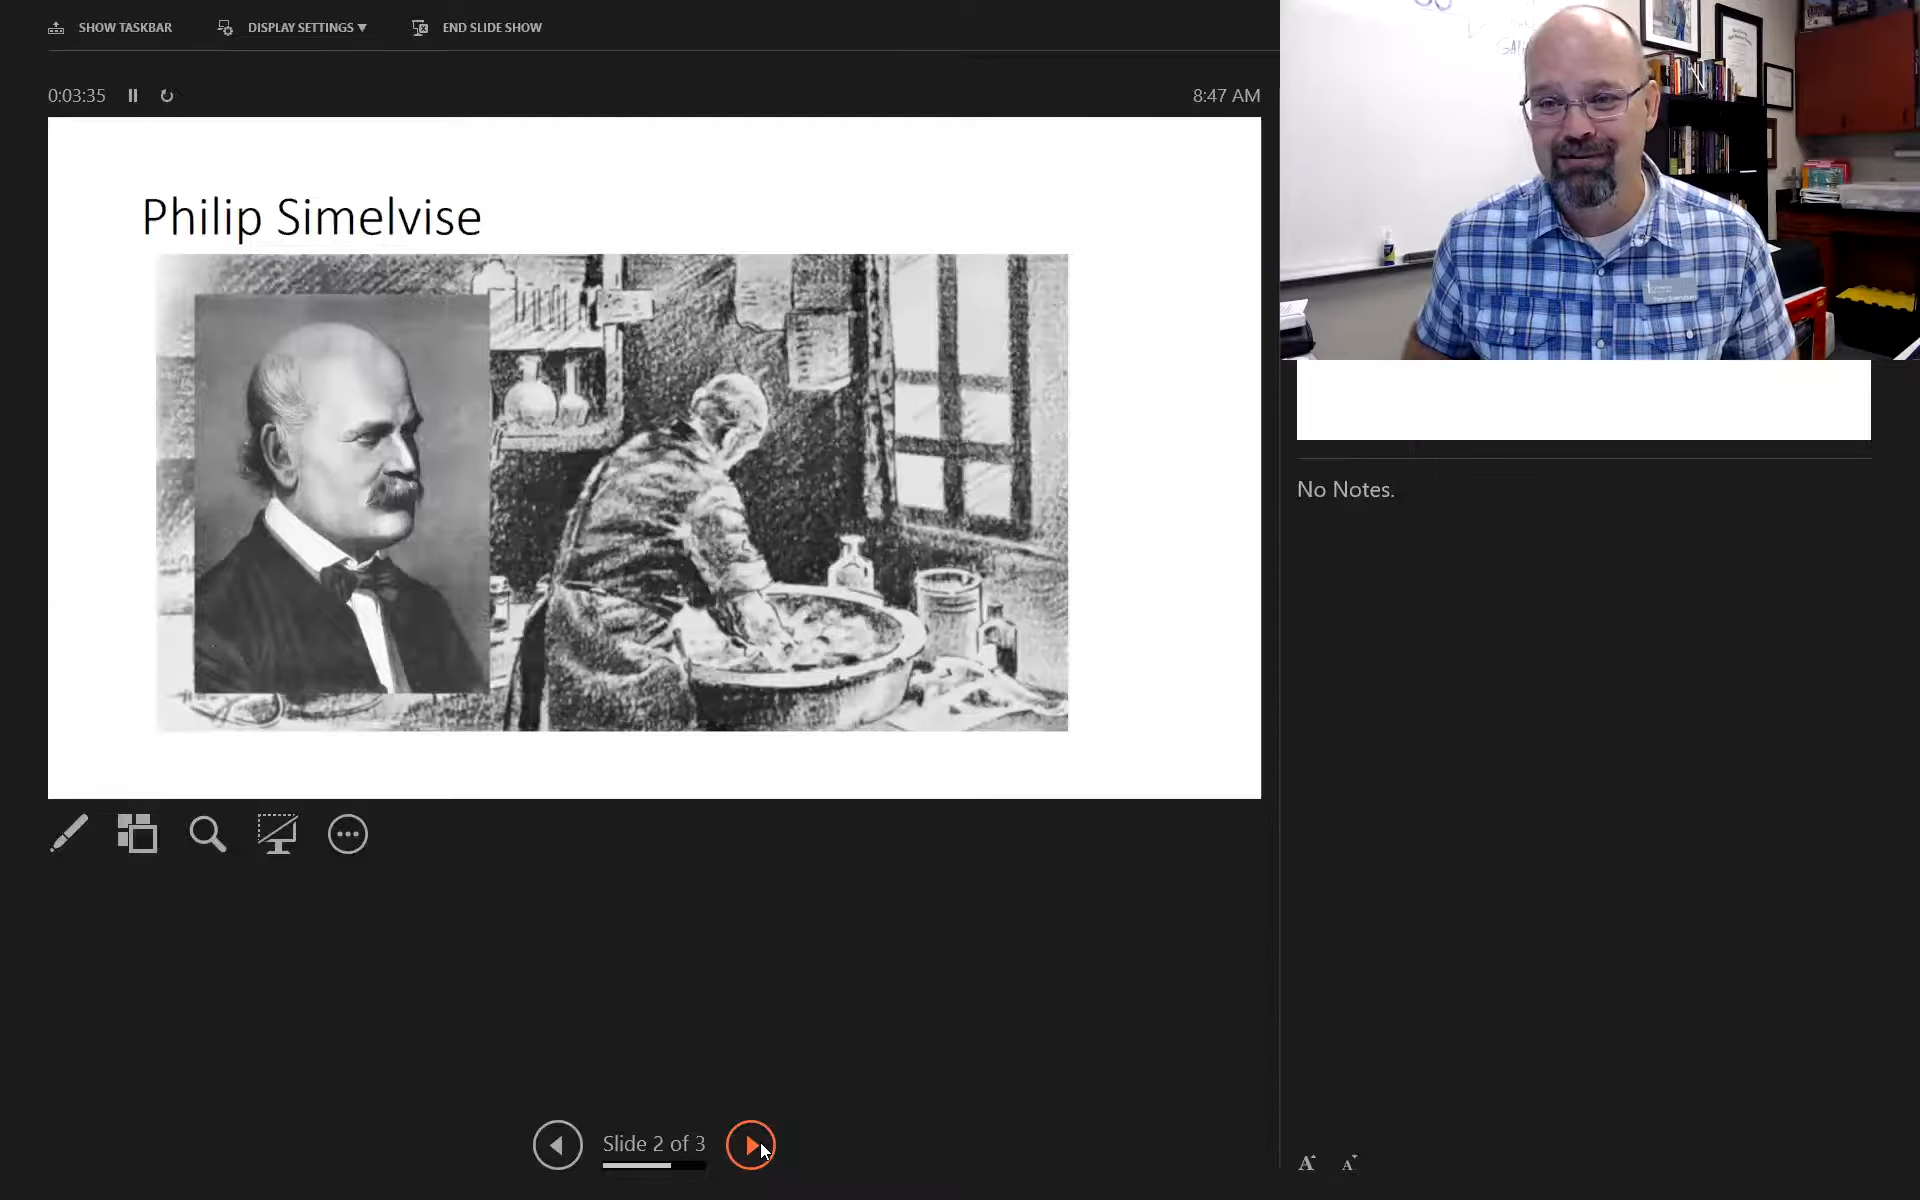 SHOW TASKBAR DISPLAY SETTINGS ▼ END SLIDE SHOW
0:03:35 8:47 AM
Philip Simelvise
No Notes.
Slide 2 of 3
A A